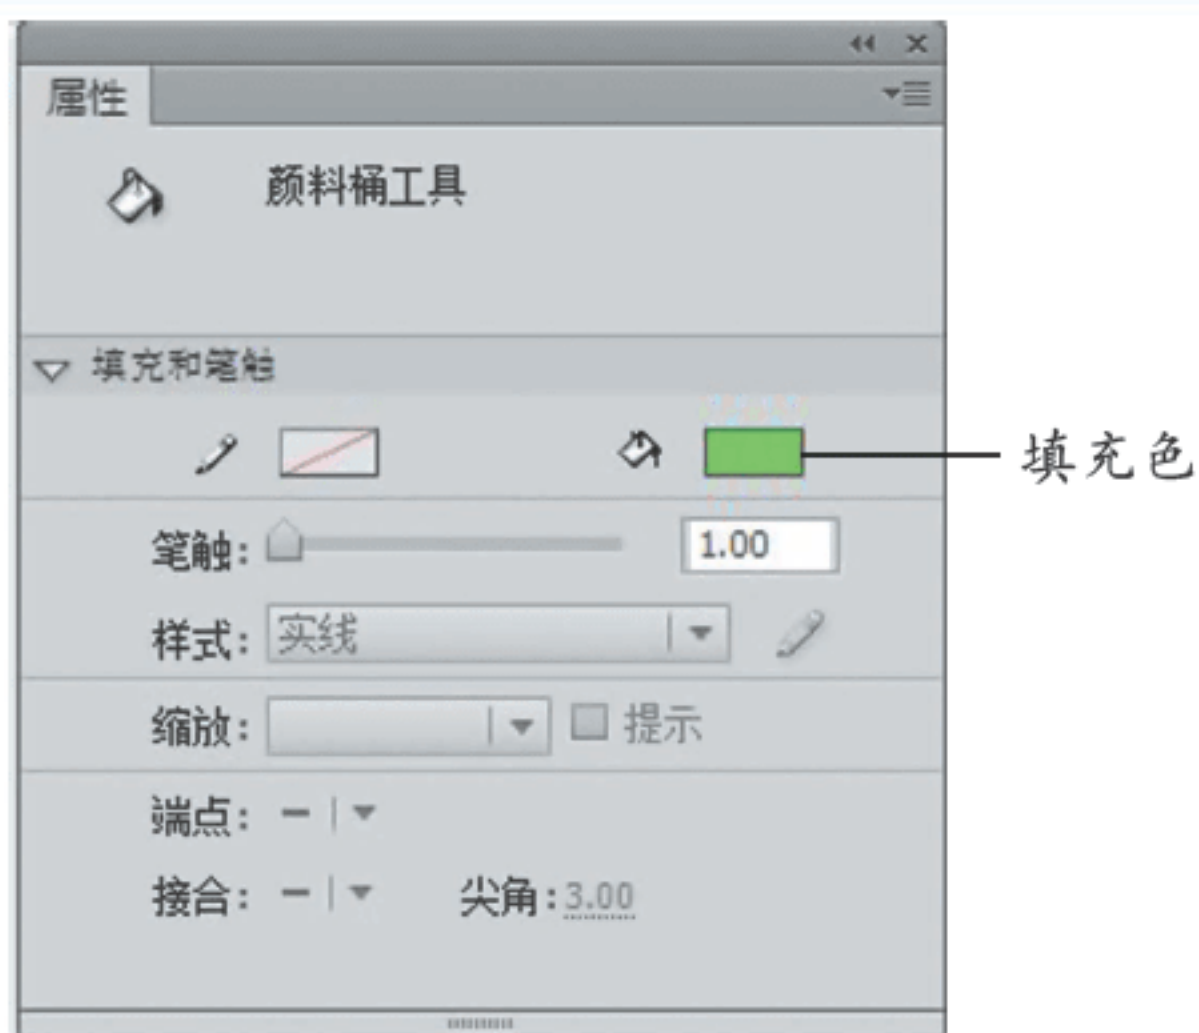 属性
颜料桶工具
填充和笔触
填充色
笔触: 1.00
样式: 实线
缩放: 提示
端点:
接合: 尖角: 3.00